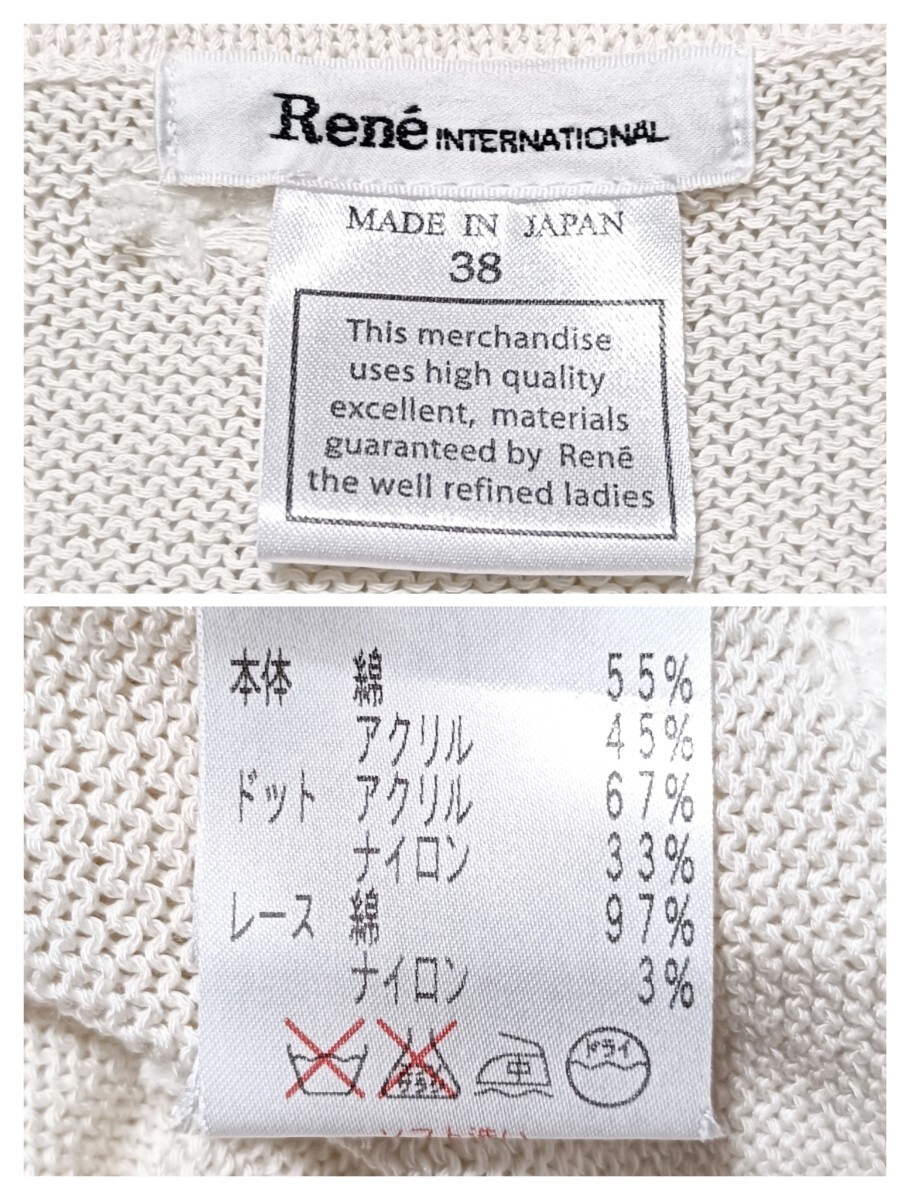 René INTERNATIONAL
MADE IN JAPAN
38
This merchandise
uses high quality
excellent, materials
guaranteed by René
the well refined ladies
本体 綿 55%
アクリル 45%
ドット アクリル 67%
ナイロン 33%
レース 綿 97%
ナイロン 3%
中 ドライ